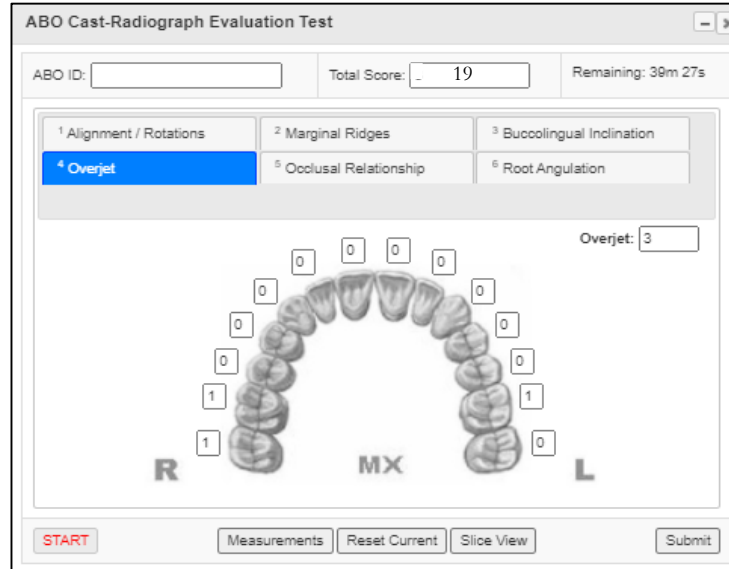 ABO Cast-Radiograph Evaluation Test
ABO ID:
Total Score: 19
Remaining: 39m 27s
1 Alignment / Rotations
2 Marginal Ridges
3 Buccolingual Inclination
4 Overjet
5 Occlusal Relationship
6 Root Angulation
Overjet: 3
0 0
0 0
0 0
0 0
0 0
1 1
1 0
R MX L
START Measurements Reset Current Slice View Submit